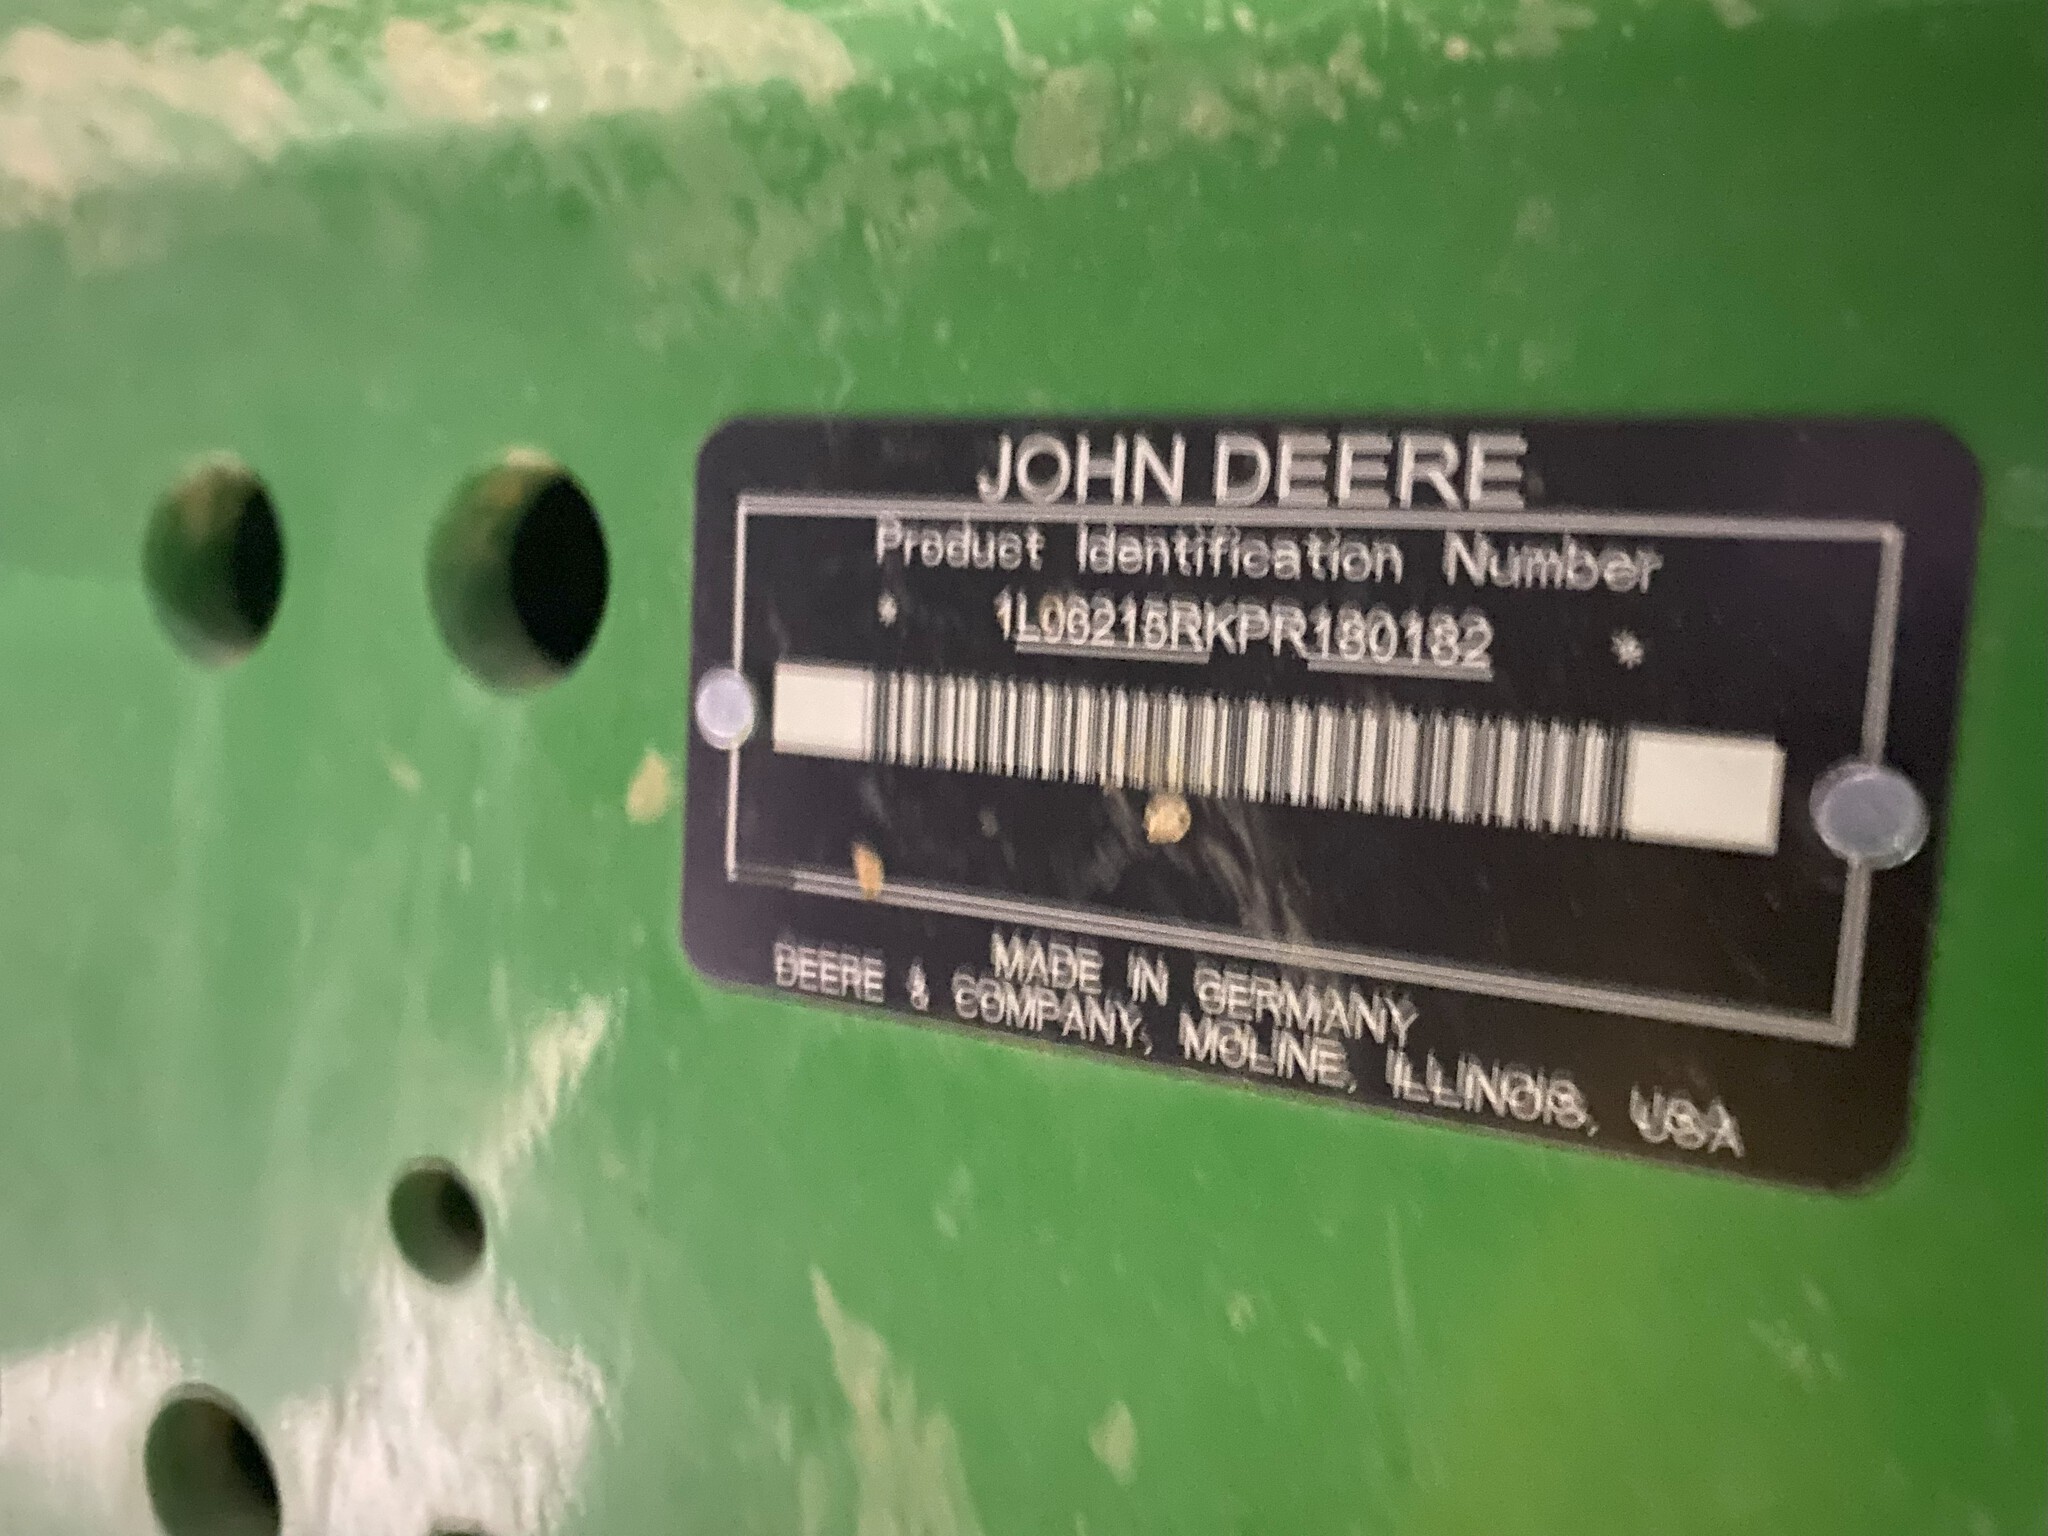 JOHN DEERE
Product Identification Number
* 1L06215RKPR180182 *
MADE IN GERMANY
DEERE & COMPANY, MOLINE, ILLINOIS, USA